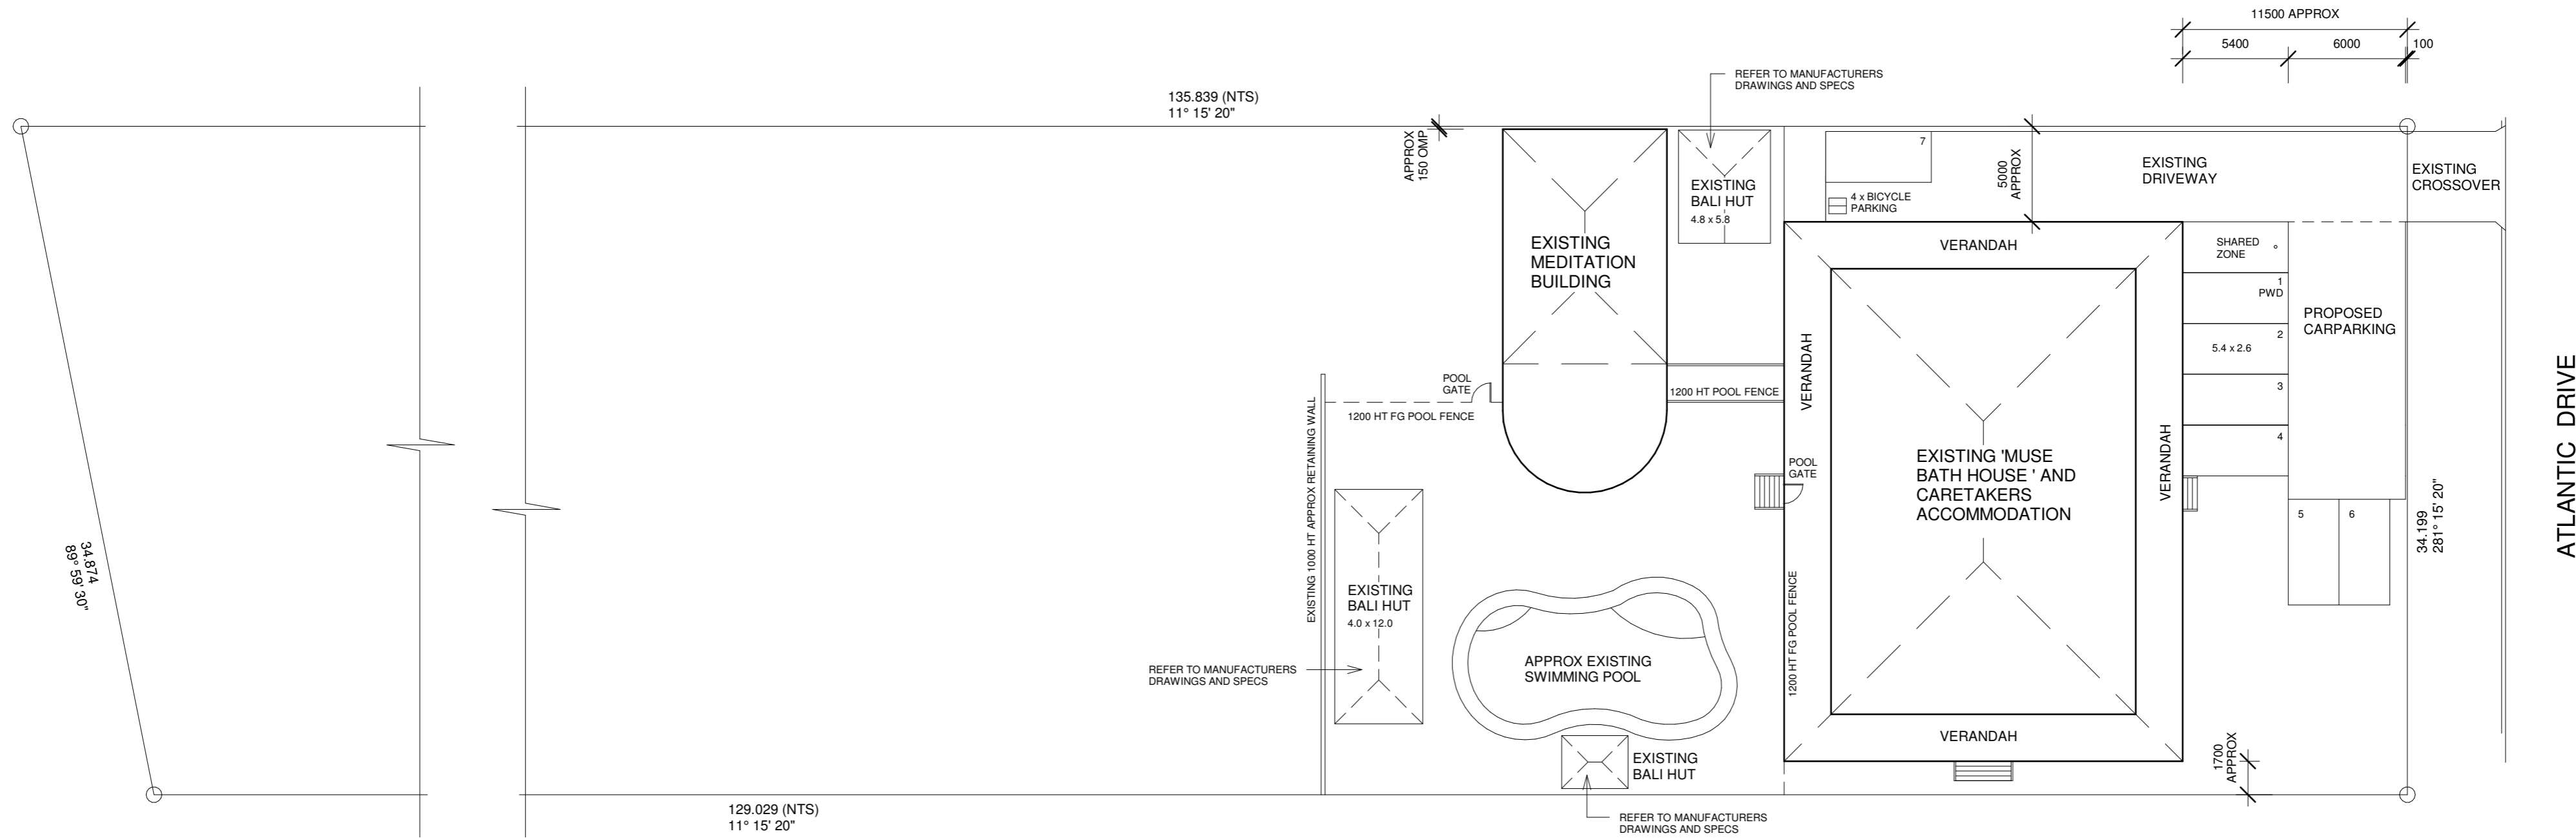 11500 APPROX
5400
6000
100
REFER TO MANUFACTURERS
DRAWINGS AND SPECS
135.839 (NTS)
11° 15' 20"
APPROX
150 OMP
7
4 x BICYCLE
PARKING
5000
APPROX
EXISTING
DRIVEWAY
EXISTING
CROSSOVER
EXISTING
BALI HUT
4.8 x 5.8
EXISTING
MEDITATION
BUILDING
VERANDAH
SHARED
ZONE
1
PWD
2
5.4 x 2.6
3
4
PROPOSED
CARPARKING
5
6
VERANDAH
VERANDAH
POOL
GATE
1200 HT FG POOL FENCE
1200 HT POOL FENCE
EXISTING 1000 HT APPROX RETAINING WALL
POOL
GATE
EXISTING 'MUSE
BATH HOUSE ' AND
CARETAKERS
ACCOMMODATION
ATLANTIC DRIVE
34.199
281° 15' 20"
34.874
89° 59' 30"
EXISTING
BALI HUT
4.0 x 12.0
1200 HT FG POOL FENCE
REFER TO MANUFACTURERS
DRAWINGS AND SPECS
APPROX EXISTING
SWIMMING POOL
VERANDAH
EXISTING
BALI HUT
1700
APPROX
129.029 (NTS)
11° 15' 20"
REFER TO MANUFACTURERS
DRAWINGS AND SPECS